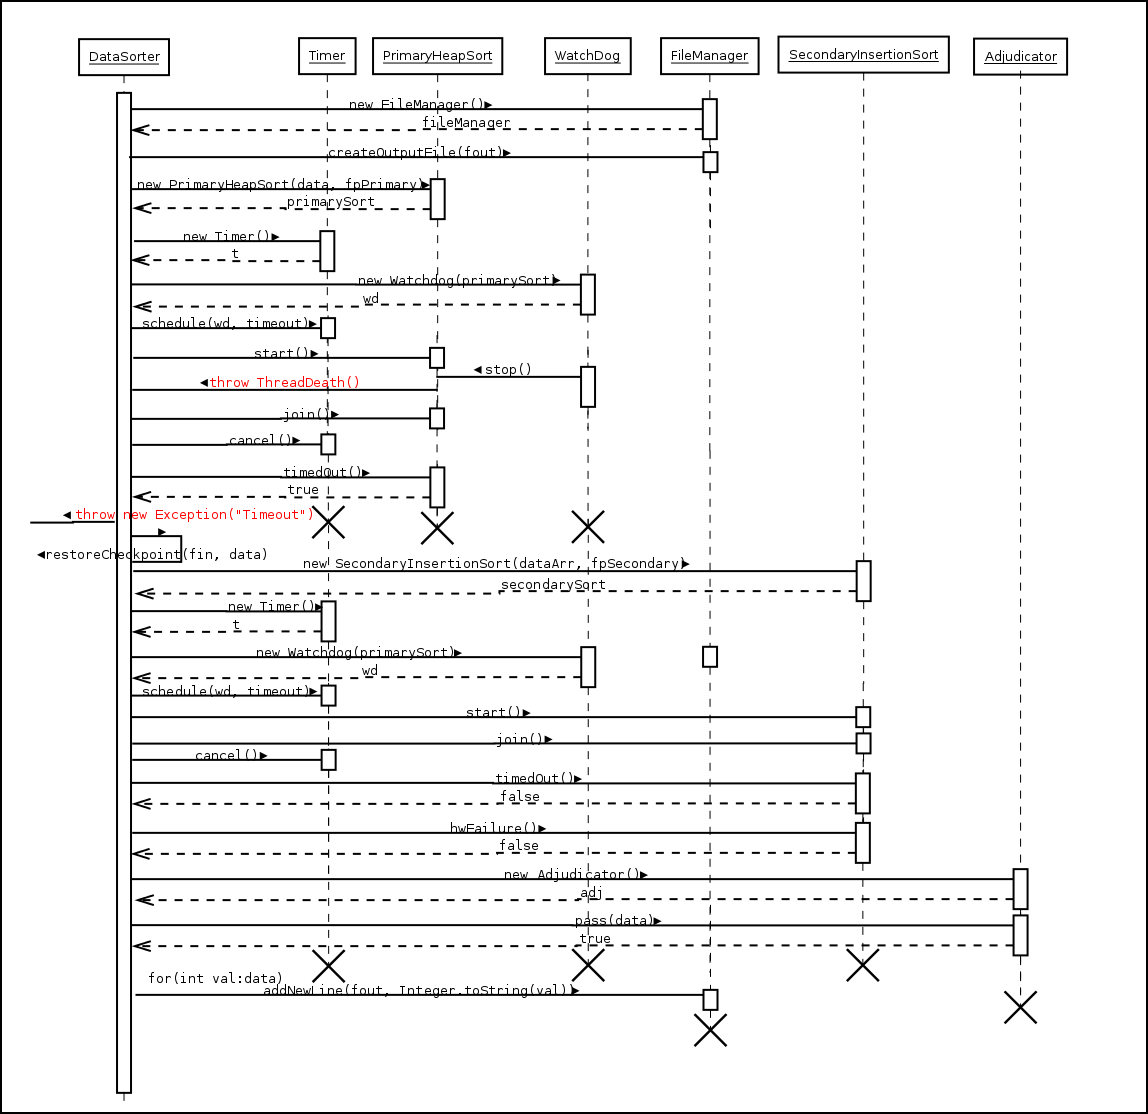 DataSorter
Timer
PrimaryHeapSort
WatchDog
FileManager
SecondaryInsertionSort
Adjudicator
new FileManager()
fileManager
createOutputFile(fout)
new PrimaryHeapSort(data, fpPrimary)
primarySort
new Timer()
t
new Watchdog(primarySort)
wd
schedule(wd, timeout)
start()
stop()
throw ThreadDeath()
join()
cancel()
timedOut()
true
throw new Exception("Timeout")
restoreCheckpoint(fin, data)
new SecondaryInsertionSort(dataArr, fpSecondary)
secondarySort
new Timer()
t
new Watchdog(primarySort)
wd
schedule(wd, timeout)
start()
join()
cancel()
timedOut()
false
hwFailure()
false
new Adjudicator()
adj
pass(data)
true
for(int val:data)
addNewLine(fout, Integer.toString(val))